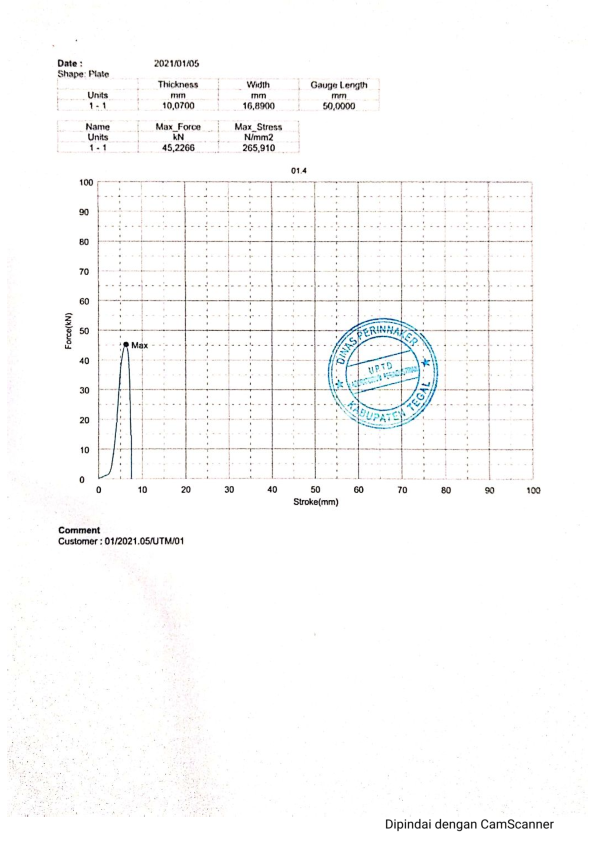 Date : 2021/01/05
Shape: Plate
Thickness Width Gauge Length
Units mm mm mm
1 - 1 10,0700 16,8900 50,0000
Name Max_Force Max_Stress
Units kN N/mm2
1 - 1 45,2266 265,910
01.4
100
90
80
70
60
50
40
30
20
10
0
Force(kN)
Max
0 10 20 30 40 50 60 70 80 90 100
Stroke(mm)
DINAS PERINNAKER
UPTD
KABUPATEN TEGAL
Comment
Customer : 01/2021.05/UTM/01
Dipindai dengan CamScanner